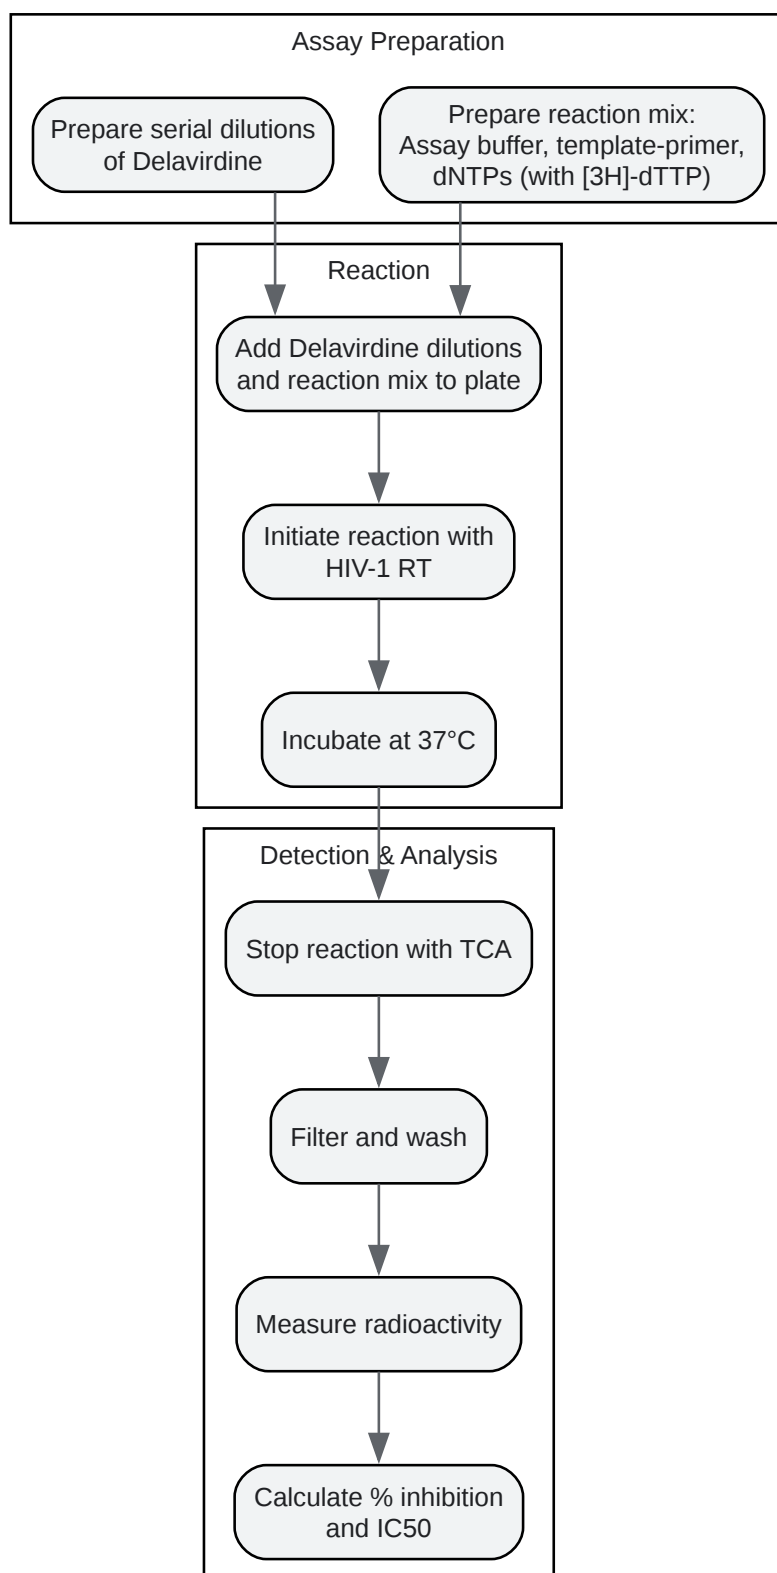 Assay Preparation
Prepare serial dilutions
of Delavirdine
Prepare reaction mix:
Assay buffer, template-primer,
dNTPs (with [3H]-dTTP)
Reaction
Add Delavirdine dilutions
and reaction mix to plate
Initiate reaction with
HIV-1 RT
Incubate at 37°C
Detection & Analysis
Stop reaction with TCA
Filter and wash
Measure radioactivity
Calculate % inhibition
and IC50